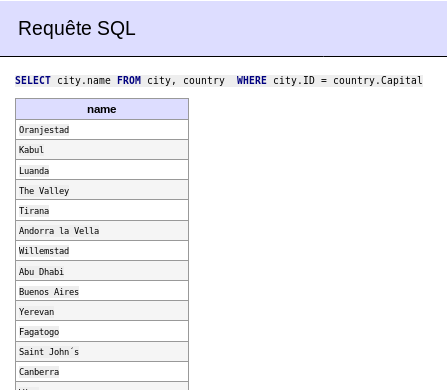 Requête SQL
SELECT city.name FROM city, country  WHERE city.ID = country.Capital
name
Oranjestad
Kabul
Luanda
The Valley
Tirana
Andorra la Vella
Willemstad
Abu Dhabi
Buenos Aires
Yerevan
Fagatogo
Saint John´s
Canberra